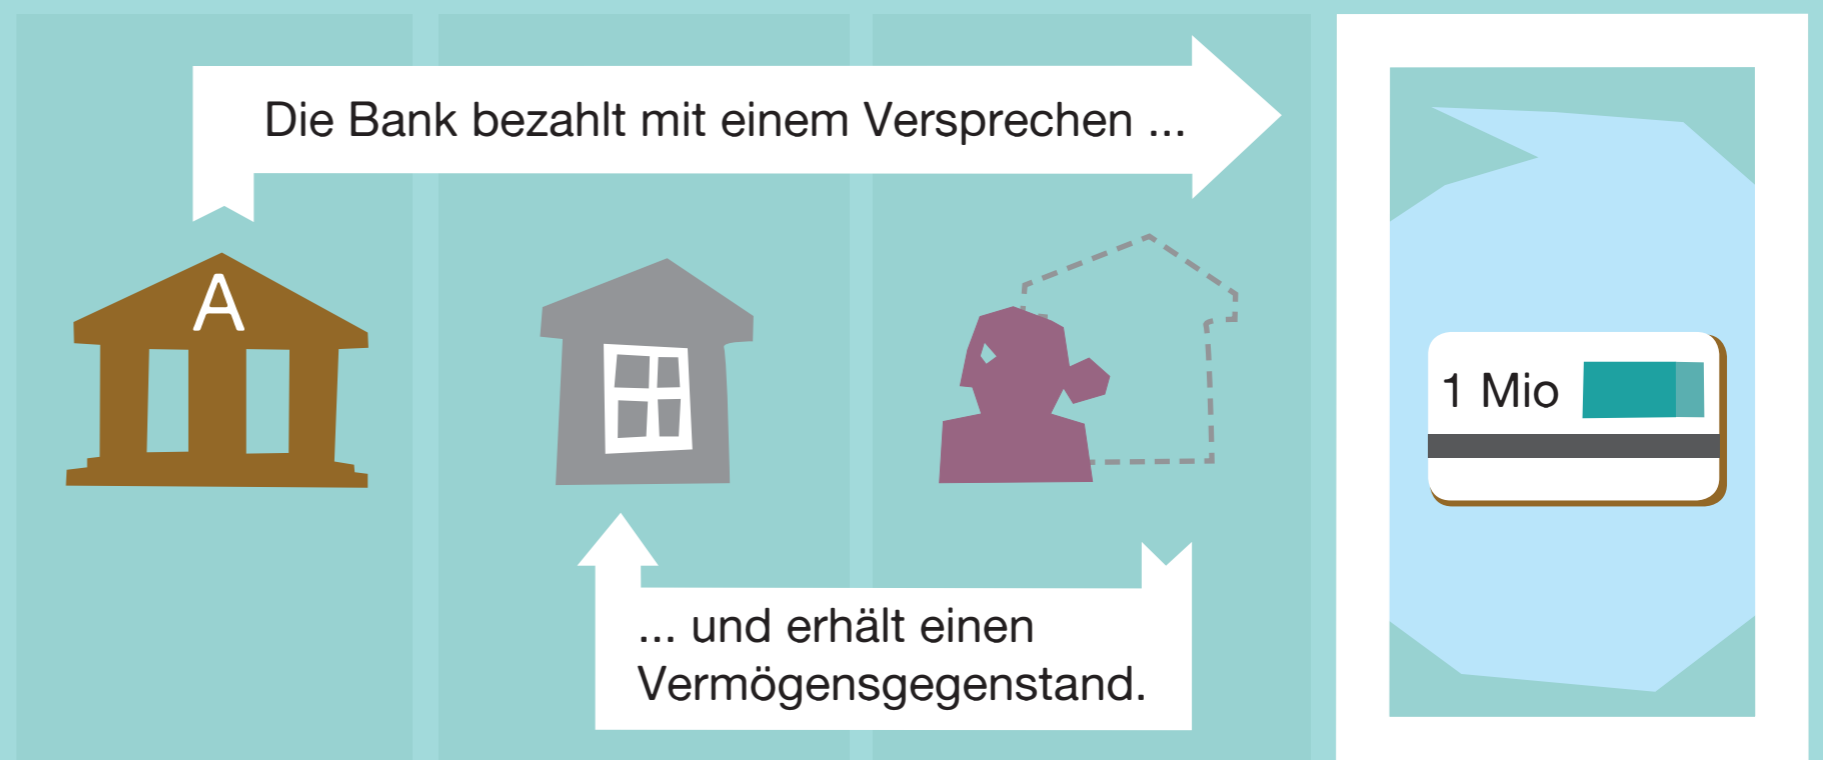 Die Bank bezahlt mit einem Versprechen ...
A
1 Mio
... und erhält einen
Vermögensgegenstand.